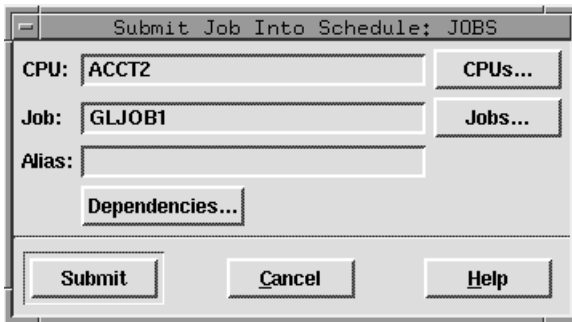 Submit Job Into Schedule: JOBS
CPU: ACCT2 CPUs...
Job: GLJOB1 Jobs...
Alias:
Dependencies...
Submit Cancel Help